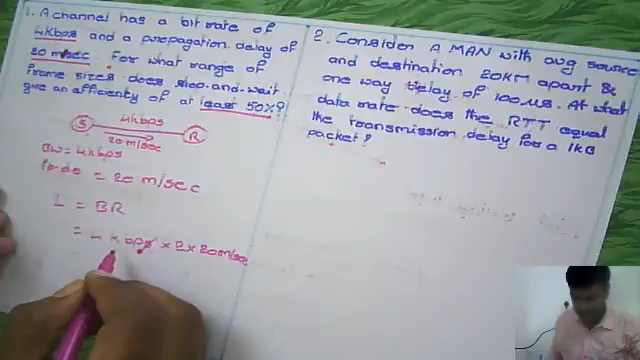 1. A channel has a bit rate of
4kbps and a propagation delay of
20 msec. For what range of
frame sizes does stop-and-wait
give an efficiency of at least 50%?
4kbps
S R
20 m/sec
BW = 4kbps
= 20 m/sec
L = BR
= 4 kbps × 2 × 20m/sec
2. Consider A MAN with avg source
and destination 20KM apart &
one way delay of 100 μs. At what
data rate does the RTT equal
the transmission delay for a 1KB
packet?